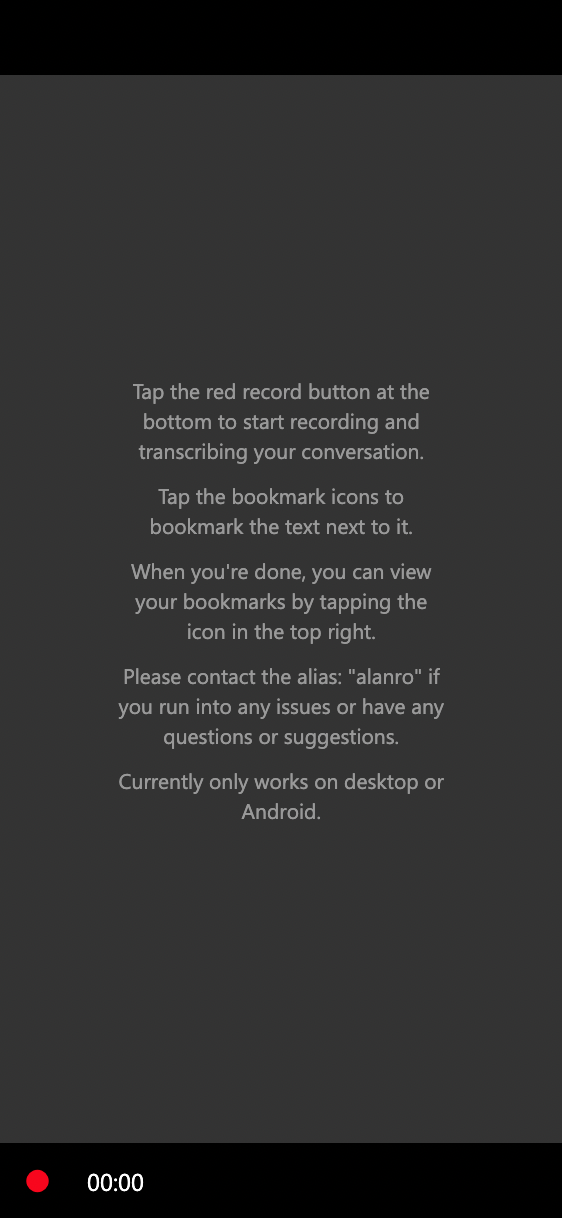 Tap the red record button at the
bottom to start recording and
transcribing your conversation.
Tap the bookmark icons to
bookmark the text next to it.
When you're done, you can view
your bookmarks by tapping the
icon in the top right.
Please contact the alias: "alanro" if
you run into any issues or have any
questions or suggestions.
Currently only works on desktop or
Android.
00:00